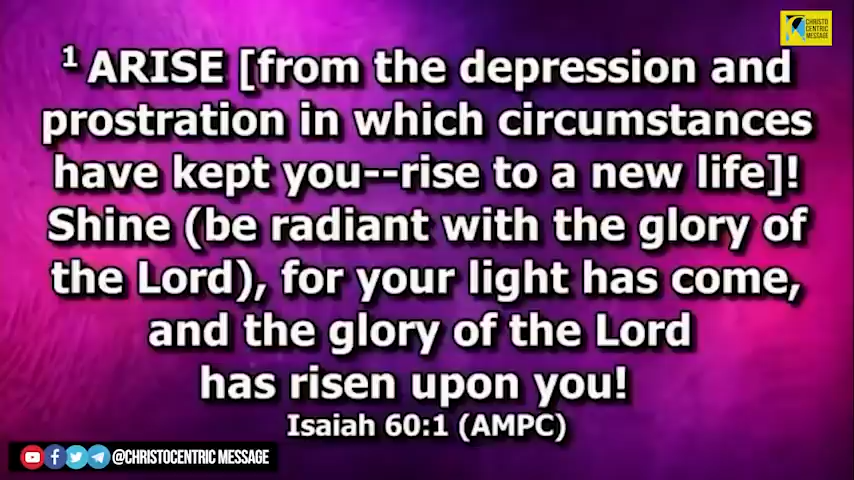 CHRISTO
CENTRIC
MESSAGE
1 ARISE [from the depression and
prostration in which circumstances
have kept you--rise to a new life]!
Shine (be radiant with the glory of
the Lord), for your light has come,
and the glory of the Lord
has risen upon you!
Isaiah 60:1 (AMPC)
@CHRISTOCENTRIC MESSAGE